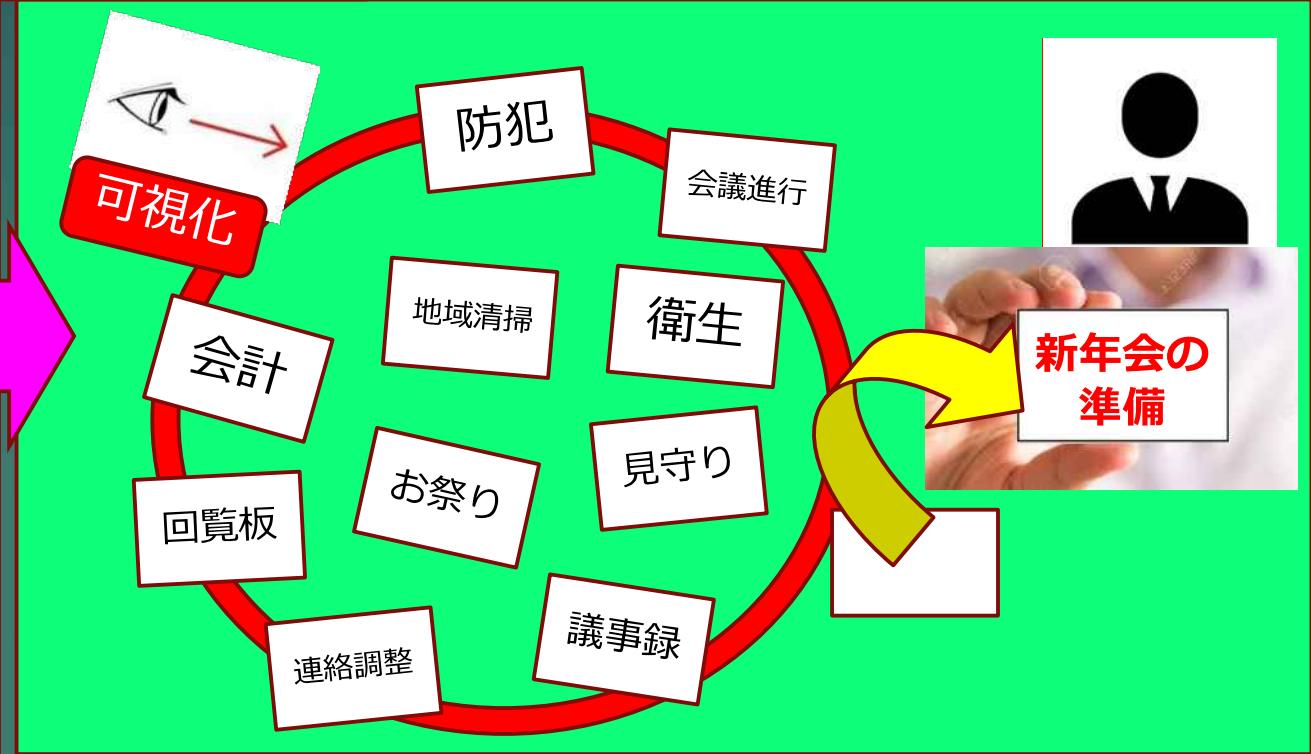 可視化
防犯
会議進行
地域清掃
衛生
会計
新年会の
準備
お祭り
見守り
回覧板
議事録
連絡調整